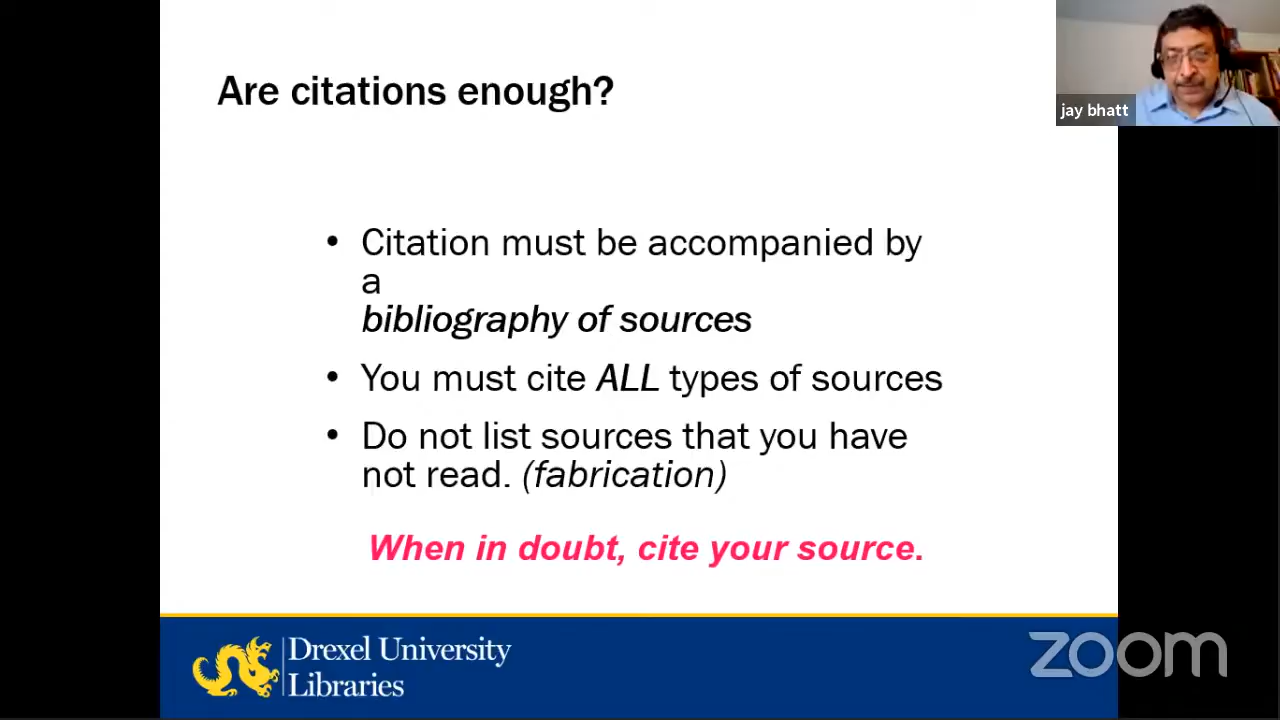 Are citations enough?
jay bhatt
• Citation must be accompanied by
a
bibliography of sources
• You must cite ALL types of sources
• Do not list sources that you have
not read. (fabrication)
When in doubt, cite your source.
Drexel University
Libraries
zoom